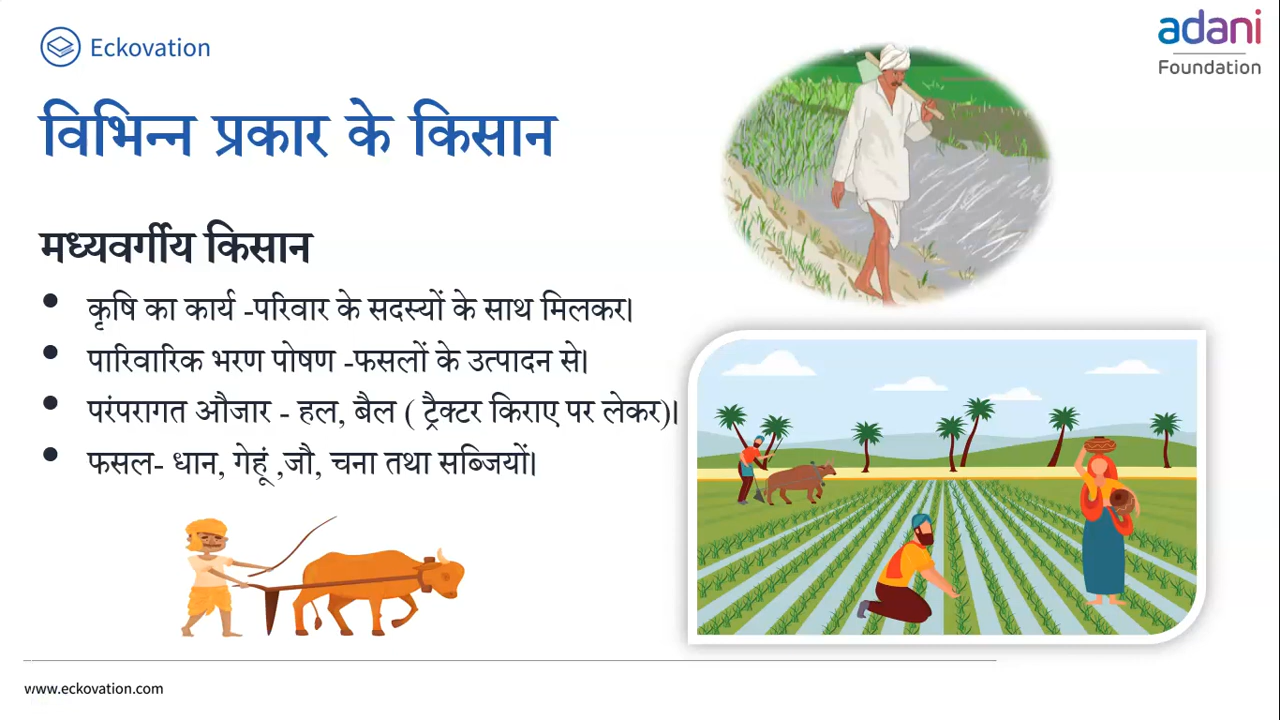 Eckovation
adani
Foundation
विभिन्न प्रकार के किसान
मध्यवर्गीय किसान
• कृषि का कार्य -परिवार के सदस्यों के साथ मिलकर।
• पारिवारिक भरण पोषण -फसलों के उत्पादन से।
• परंपरागत औजार - हल, बैल ( ट्रैक्टर किराए पर लेकर)।
• फसल- धान, गेहूं ,जौ, चना तथा सब्जियों।
www.eckovation.com